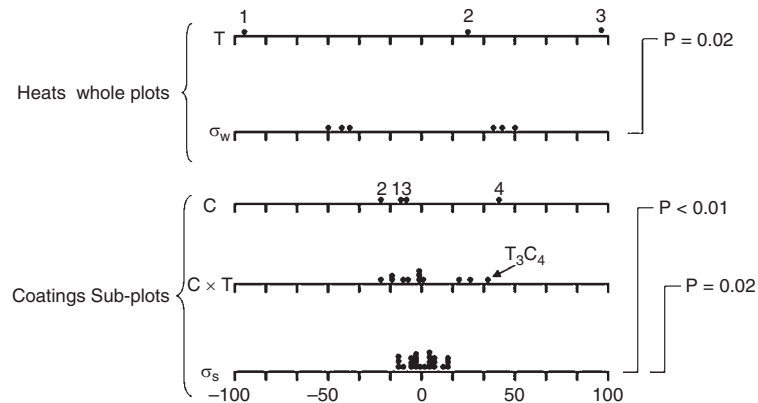 1 2 3
T
P = 0.02
Heats whole plots
σw
2 13 4
C
P < 0.01
T3C4
C × T
P = 0.02
Coatings Sub-plots
σs
−100 −50 0 50 100